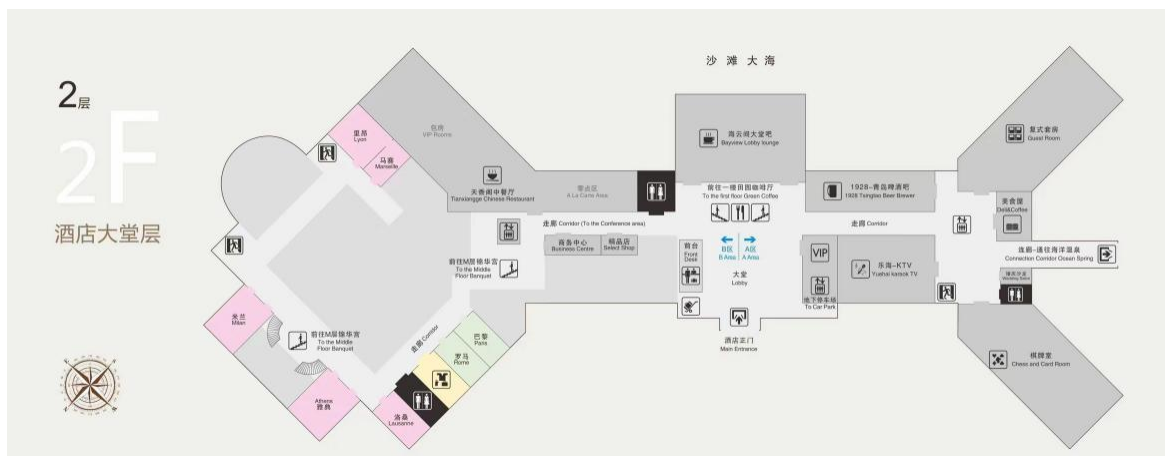 2层
2F
酒店大堂层
沙滩大海
里昂
Lyon
马赛
Marseille
包房
VIP Rooms
天香阁中餐厅
Tianxiangge Chinese Restaurant
零点区
A La Carte Area
海云间大堂吧
Bayview Lobby lounge
前往一楼田园咖啡厅
To the first floor Green Coffee
1928-青岛啤酒吧
1928 Tsingtao Beer Brewer
复式套房
Guest Room
美食屋
Deli&Coffee
走廊 Corridor (To the Conference area)
走廊 Corridor
商务中心
Business Centre
精品店
Select Shop
前台
Front
Desk
B区
B Area
A区
A Area
大堂
Lobby
VIP
地下停车场
To Car Park
乐海-KTV
Yuehai karaok TV
连廊-通往海洋温泉
Connection Corridor Ocean Spring
前往M层锦华宫
To the Middle
Floor Banquet
米兰
Milan
前往M层锦华宫
To the Middle
Floor Banquet
走廊 Corridor
巴黎
Paris
罗马
Rome
Athens
雅典
洛桑
Lausanne
酒店正门
Main Entrance
棋牌室
Chess and Card Room